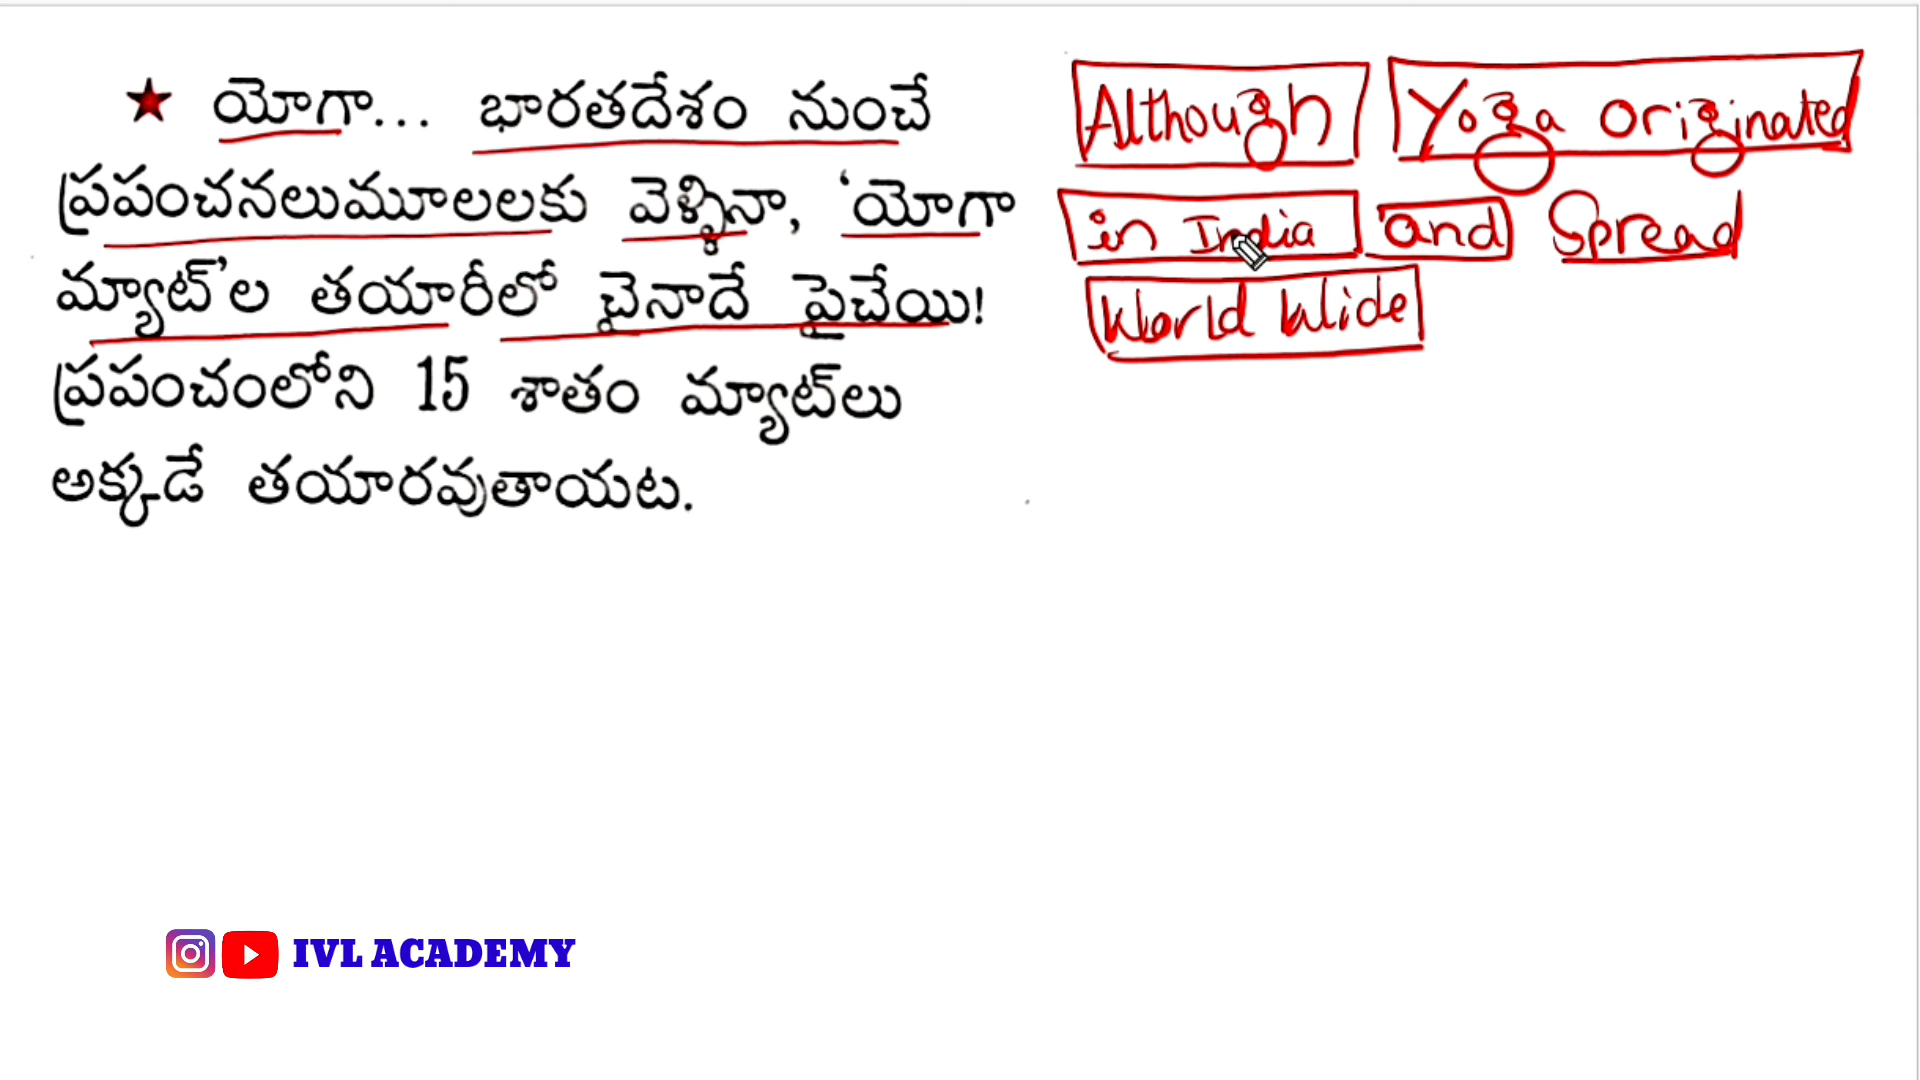 ★ యోగా... భారతదేశం నుంచే
ప్రపంచనలుమూలలకు వెళ్ళినా, ‘యోగా
మ్యాట్’ల తయారీలో చైనాదే పైచేయి!
ప్రపంచంలోని 15 శాతం మ్యాట్‌లు
అక్కడే తయారవుతాయట.
Although Yoga originated
in India and Spread
World Wide
IVL ACADEMY